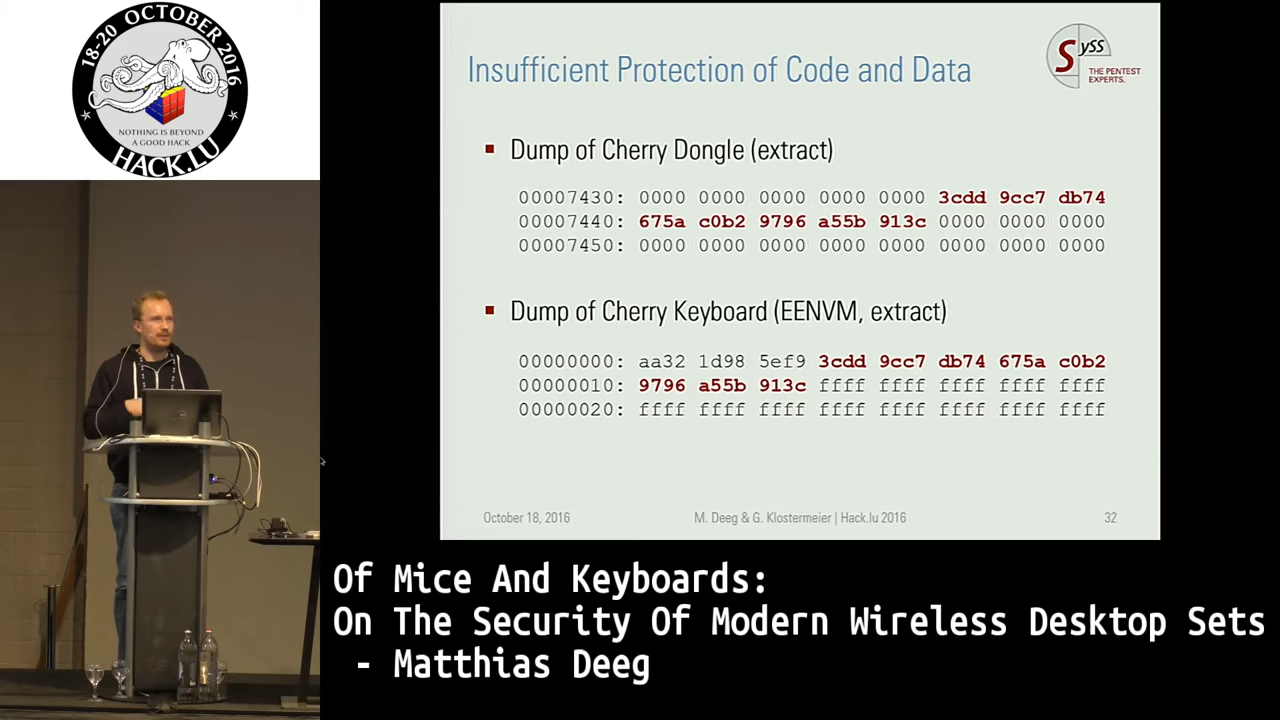 18-20 OCTOBER 2016
NOTHING IS BEYOND
A GOOD HACK
HACK.LU
Insufficient Protection of Code and Data
SySS
THE PENTEST
EXPERTS.
Dump of Cherry Dongle (extract)
00007430: 0000 0000 0000 0000 0000 3cdd 9cc7 db74
00007440: 675a c0b2 9796 a55b 913c 0000 0000 0000
00007450: 0000 0000 0000 0000 0000 0000 0000 0000
Dump of Cherry Keyboard (EENVM, extract)
00000000: aa32 1d98 5ef9 3cdd 9cc7 db74 675a c0b2
00000010: 9796 a55b 913c ffff ffff ffff ffff ffff
00000020: ffff ffff ffff ffff ffff ffff ffff ffff
October 18, 2016
M. Deeg & G. Klostermeier | Hack.lu 2016
32
Of Mice And Keyboards:
On The Security Of Modern Wireless Desktop Sets
- Matthias Deeg